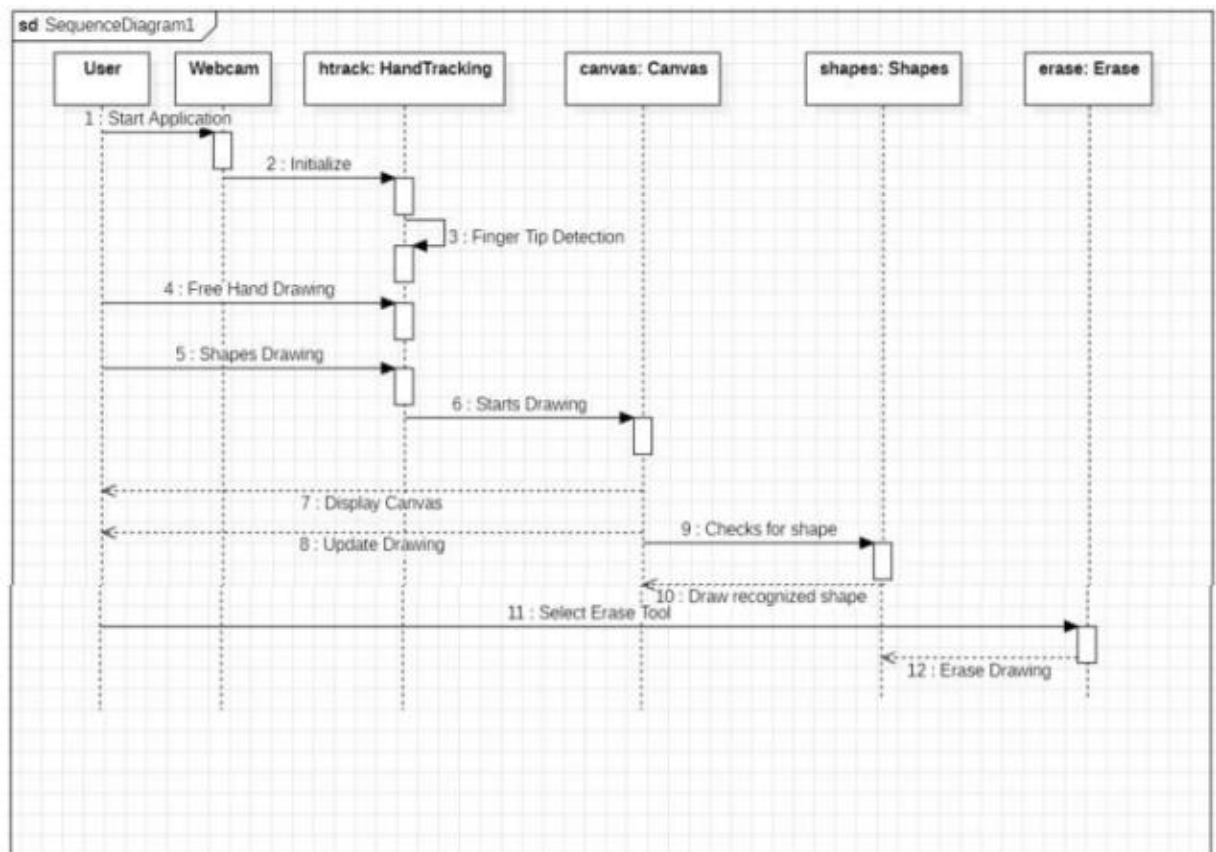 sd SequenceDiagram1
User
Webcam
htrack: HandTracking
canvas: Canvas
shapes: Shapes
erase: Erase
1 : Start Application
2 : Initialize
3 : Finger Tip Detection
4 : Free Hand Drawing
5 : Shapes Drawing
6 : Starts Drawing
7 : Display Canvas
8 : Update Drawing
9 : Checks for shape
10 : Draw recognized shape
11 : Select Erase Tool
12 : Erase Drawing